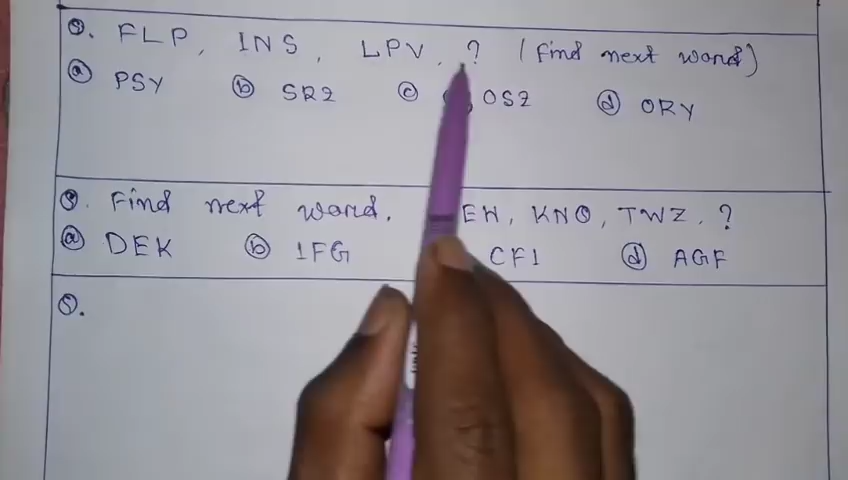 Q. FLP, INS, LPV, ? (find next word)
a PSY b SRZ c OSZ d ORY
Q. Find next word. EH, KNQ, TWZ, ?
a DEK b IFG CFI d AGF
Q.